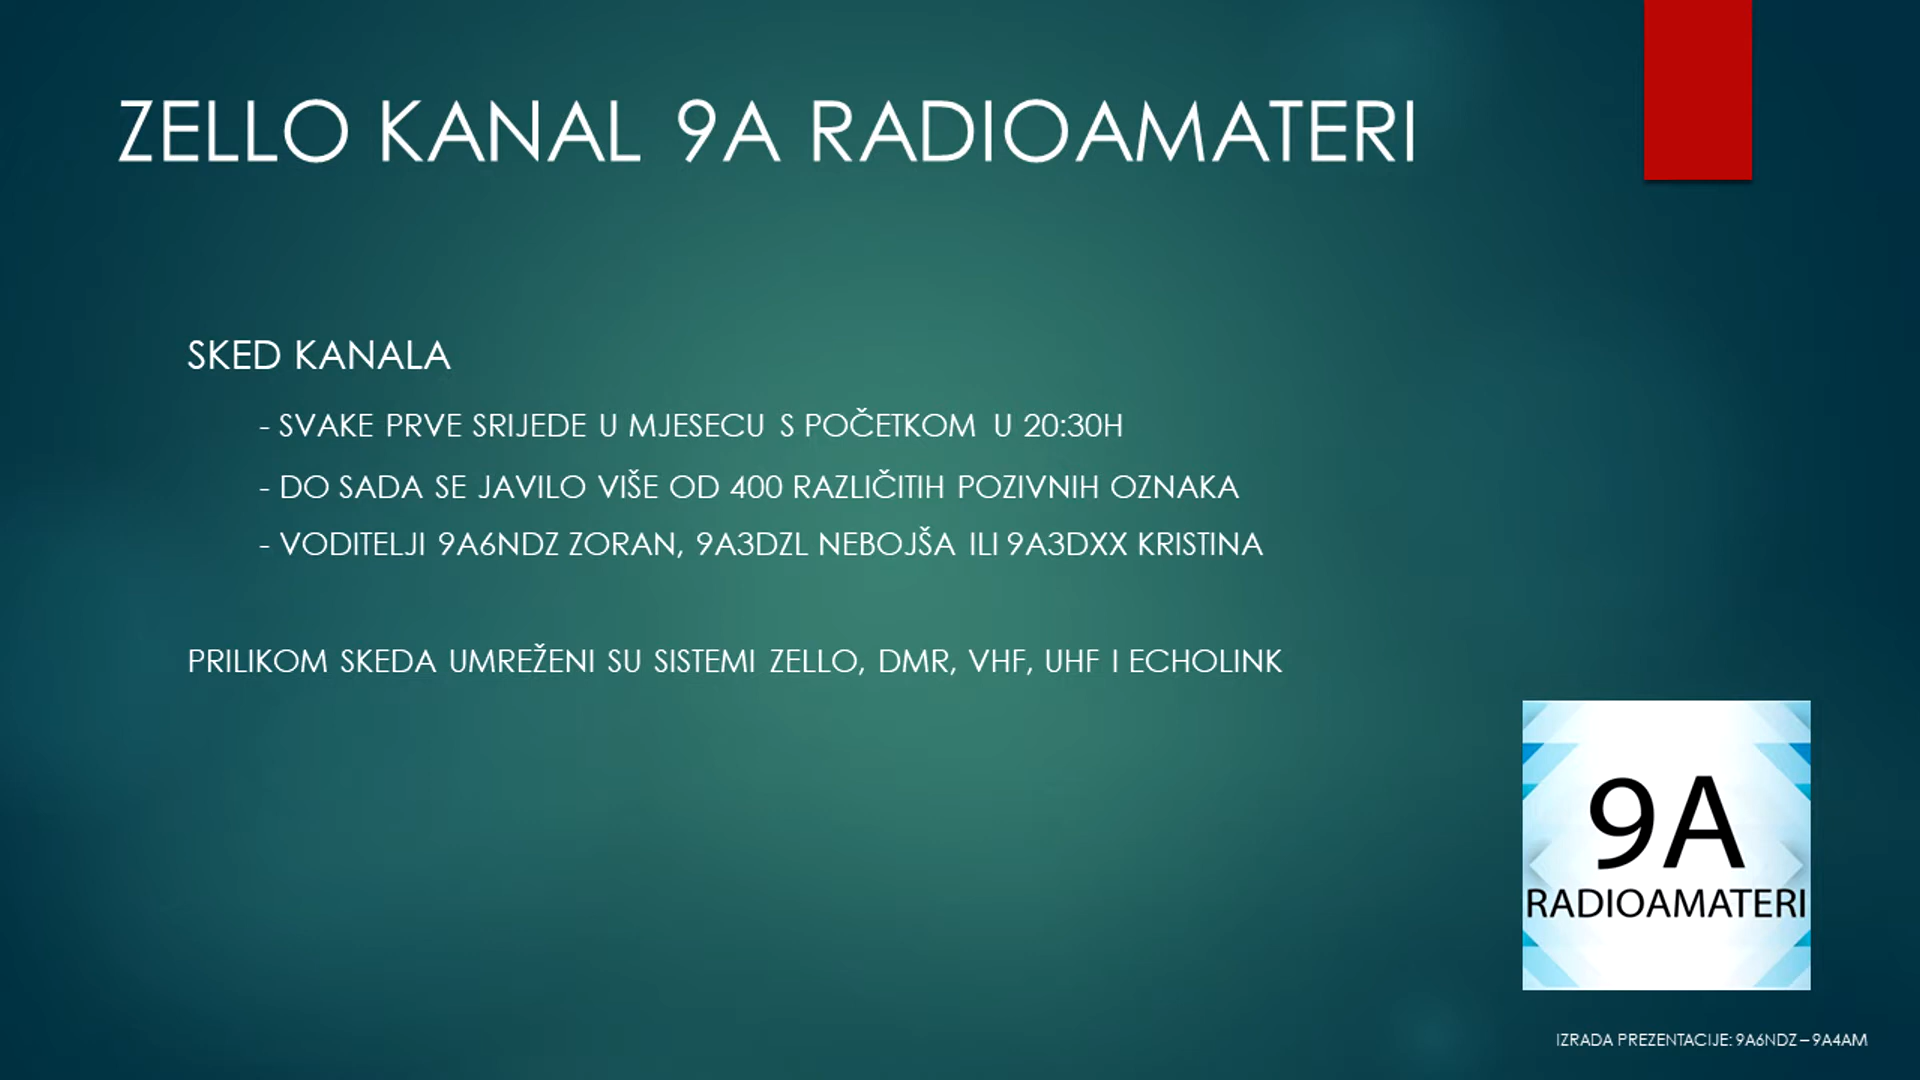 ZELLO KANAL 9A RADIOAMATERI
SKED KANALA
- SVAKE PRVE SRIJEDE U MJESECU S POČETKOM U 20:30H
- DO SADA SE JAVILO VIŠE OD 400 RAZLIČITIH POZIVNIH OZNAKA
- VODITELJI 9A6NDZ ZORAN, 9A3DZL NEBOJŠA ILI 9A3DXX KRISTINA
PRILIKOM SKEDA UMREŽENI SU SISTEMI ZELLO, DMR, VHF, UHF I ECHOLINK
9A
RADIOAMATERI
IZRADA PREZENTACIJE: 9A6NDZ – 9A4AM